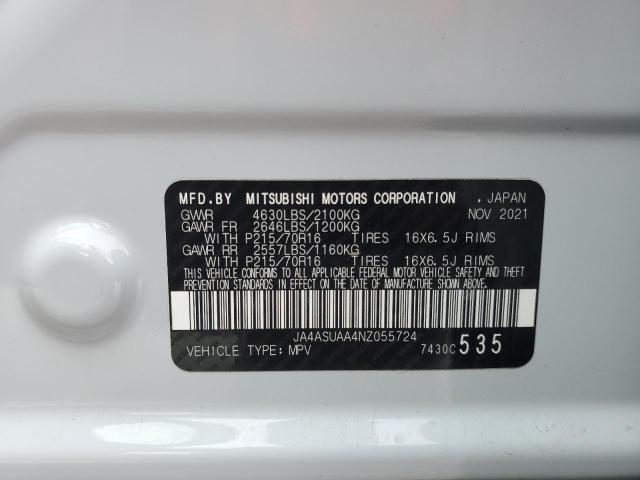 MFD.BY MITSUBISHI MOTORS CORPORATION , JAPAN
GVWR 4630LBS/2100KG NOV 2021
GAWR FR 2646LBS/1200KG
WITH P215/70R16 TIRES 16X6.5J RIMS
GAWR RR 2557LBS/1160KG
WITH P215/70R16 TIRES 16X6.5J RIMS
THIS VEHICLE CONFORMS TO ALL APPLICABLE FEDERAL MOTOR VEHICLE SAFETY AND THEFT
PREVENTION STANDARDS IN EFFECT ON THE DATE OF MANUFACTURE SHOWN ABOVE.
JA4ASUAA4NZ055724
VEHICLE TYPE: MPV 7430C 535